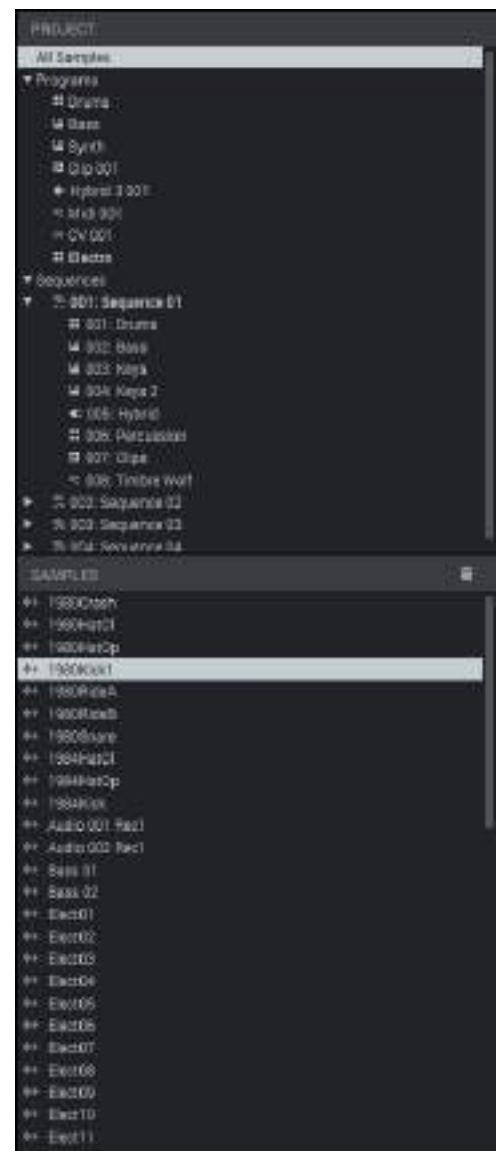 PROJECT
All Samples
Programs
Drums
Bass
Synth
Clip 001
Hybrid 3 001
Midi 001
CV 001
Electro
Sequences
001: Sequence 01
001: Drums
002: Bass
003: Keys
004: Keys 2
005: Hybrid
006: Percussion
007: Clips
008: Timbre Wolf
002: Sequence 02
003: Sequence 03
004: Sequence 04
SAMPLES
1980Crash
1980HatCl
1980HatOp
1980Kick1
1980RideA
1980RideB
1980Snare
1984HatCl
1984HatOp
1984Kick
Audio 001 Rec1
Audio 002 Rec1
Bass 01
Bass 02
Elect01
Elect02
Elect03
Elect04
Elect05
Elect06
Elect07
Elect08
Elect09
Elect10
Elect11